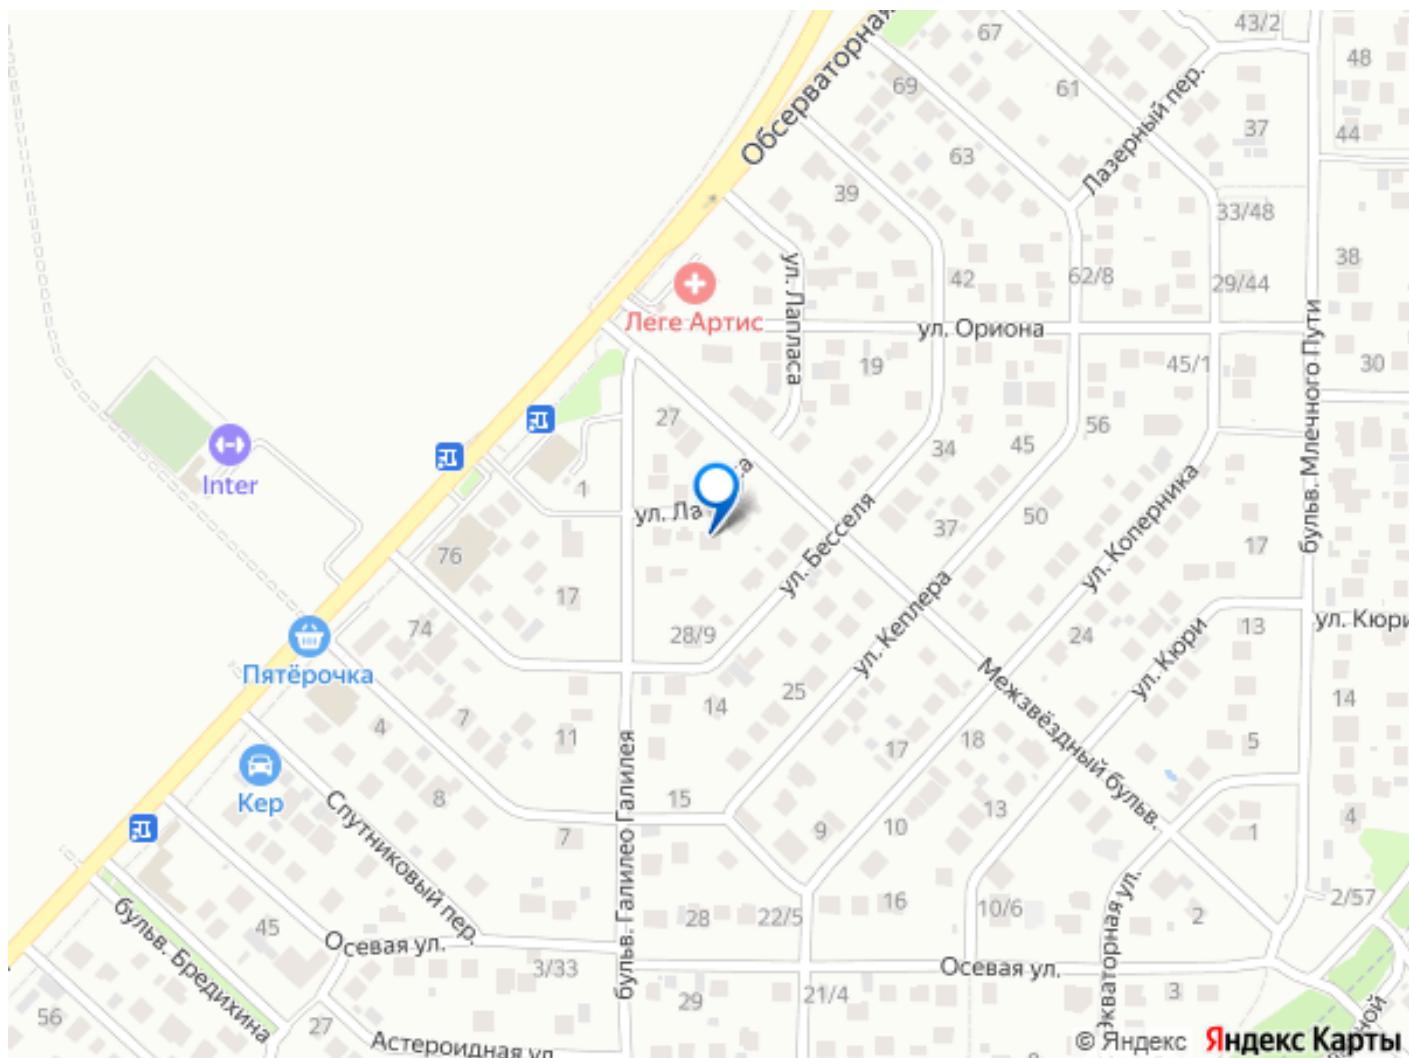 43/2
67
48
Обсерваторная
69
61
Лазерный пер.
37
44
63
39
33/48
ул. Лапласа
42
62/8
38
29/44
Леге Артис
ул. Ориона
бульв. Млечного Пути
19
45/1
30
27
56
34
45
Inter
1
ул. Ла
50
37
ул. Коперника
ул. Бесселя
76
17
17
ул. Кеплера
74
28/9
24
ул. Кюри
13
ул. Кюри
Пятёрочка
25
14
14
Межзвёздный бульв.
4
7
11
17
18
5
бульв. Галилео Галилея
Кер
8
15
13
Спутниковый пер.
7
9
10
4
1
45
28
22/5
16
10/6
2
2/57
бульв. Бредихина
Осевая ул.
3/33
Осевая ул.
Экваторная ул.
29
21/4
3
56
27
Астероидная ул.
© Яндекс Яндекс Карты